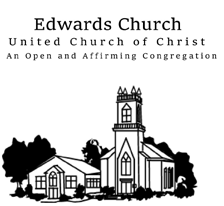 Edwards Church
United Church of Christ
An Open and Affirming Congregation